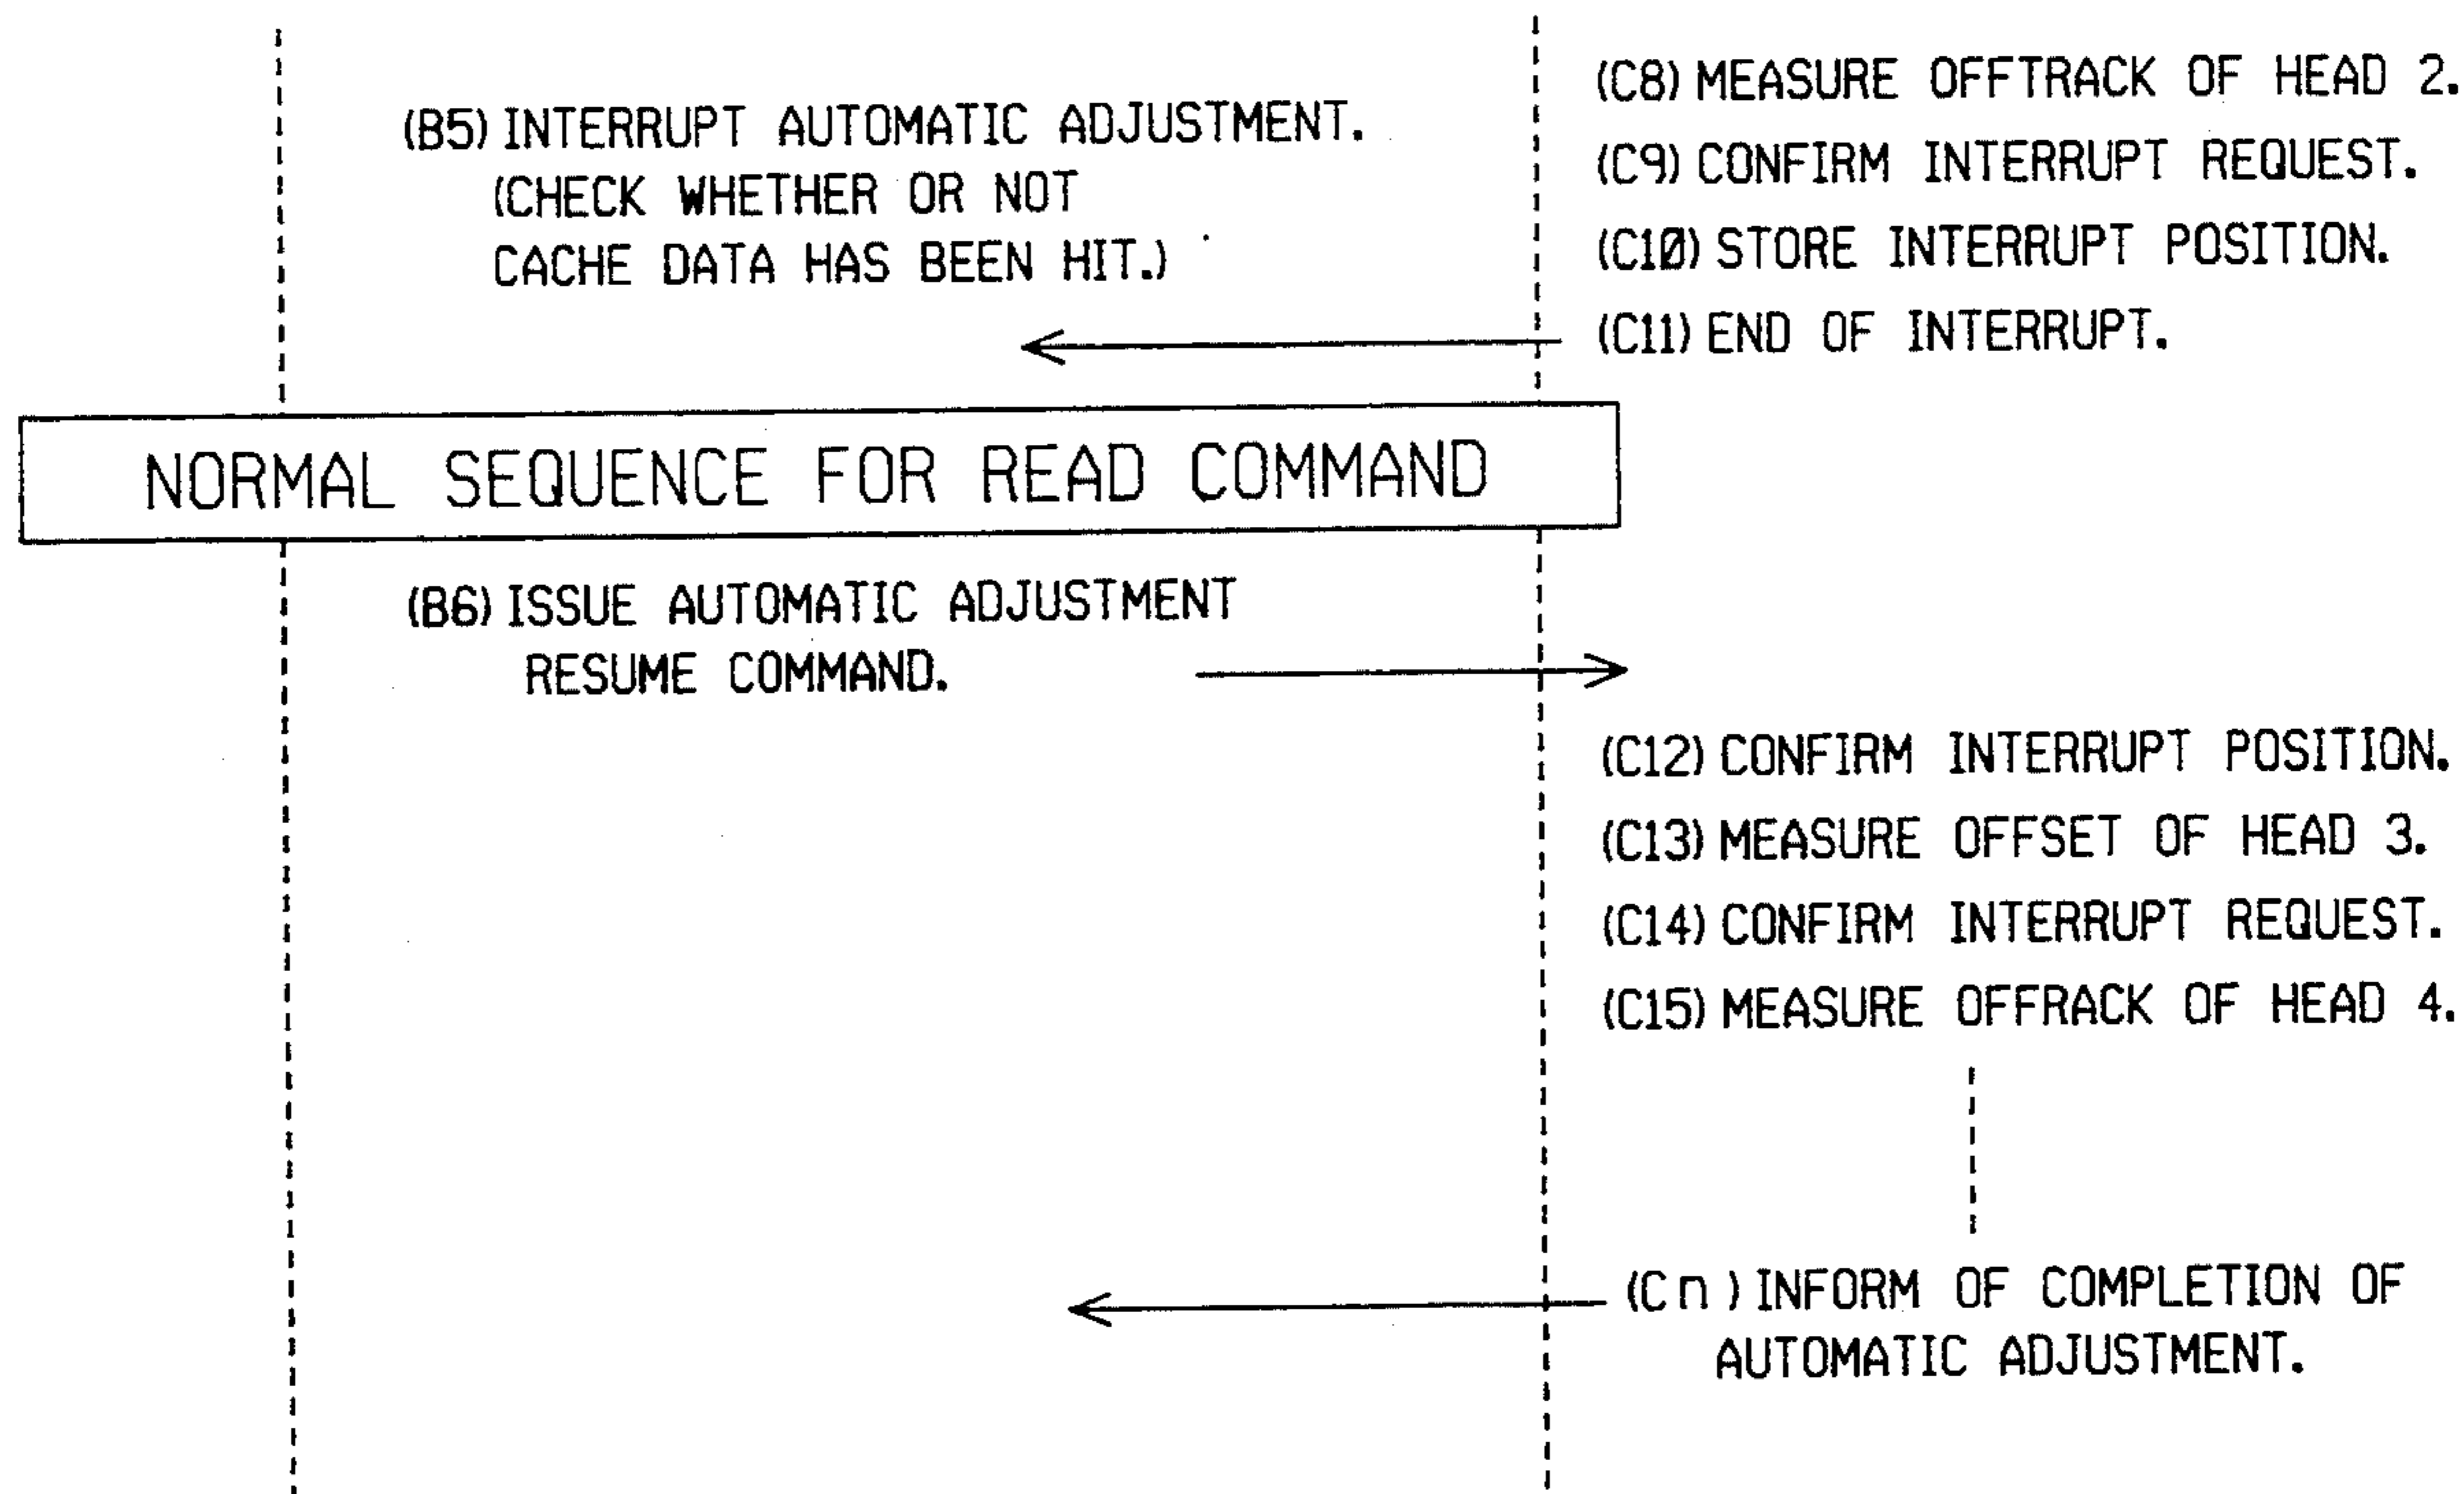 (B5) INTERRUPT AUTOMATIC ADJUSTMENT.
(CHECK WHETHER OR NOT
CACHE DATA HAS BEEN HIT.)
(C8) MEASURE OFFTRACK OF HEAD 2.
(C9) CONFIRM INTERRUPT REQUEST.
(C10) STORE INTERRUPT POSITION.
(C11) END OF INTERRUPT.
NORMAL SEQUENCE FOR READ COMMAND
(B6) ISSUE AUTOMATIC ADJUSTMENT
RESUME COMMAND.
(C12) CONFIRM INTERRUPT POSITION.
(C13) MEASURE OFFSET OF HEAD 3.
(C14) CONFIRM INTERRUPT REQUEST.
(C15) MEASURE OFFRACK OF HEAD 4.
(Cn) INFORM OF COMPLETION OF
AUTOMATIC ADJUSTMENT.